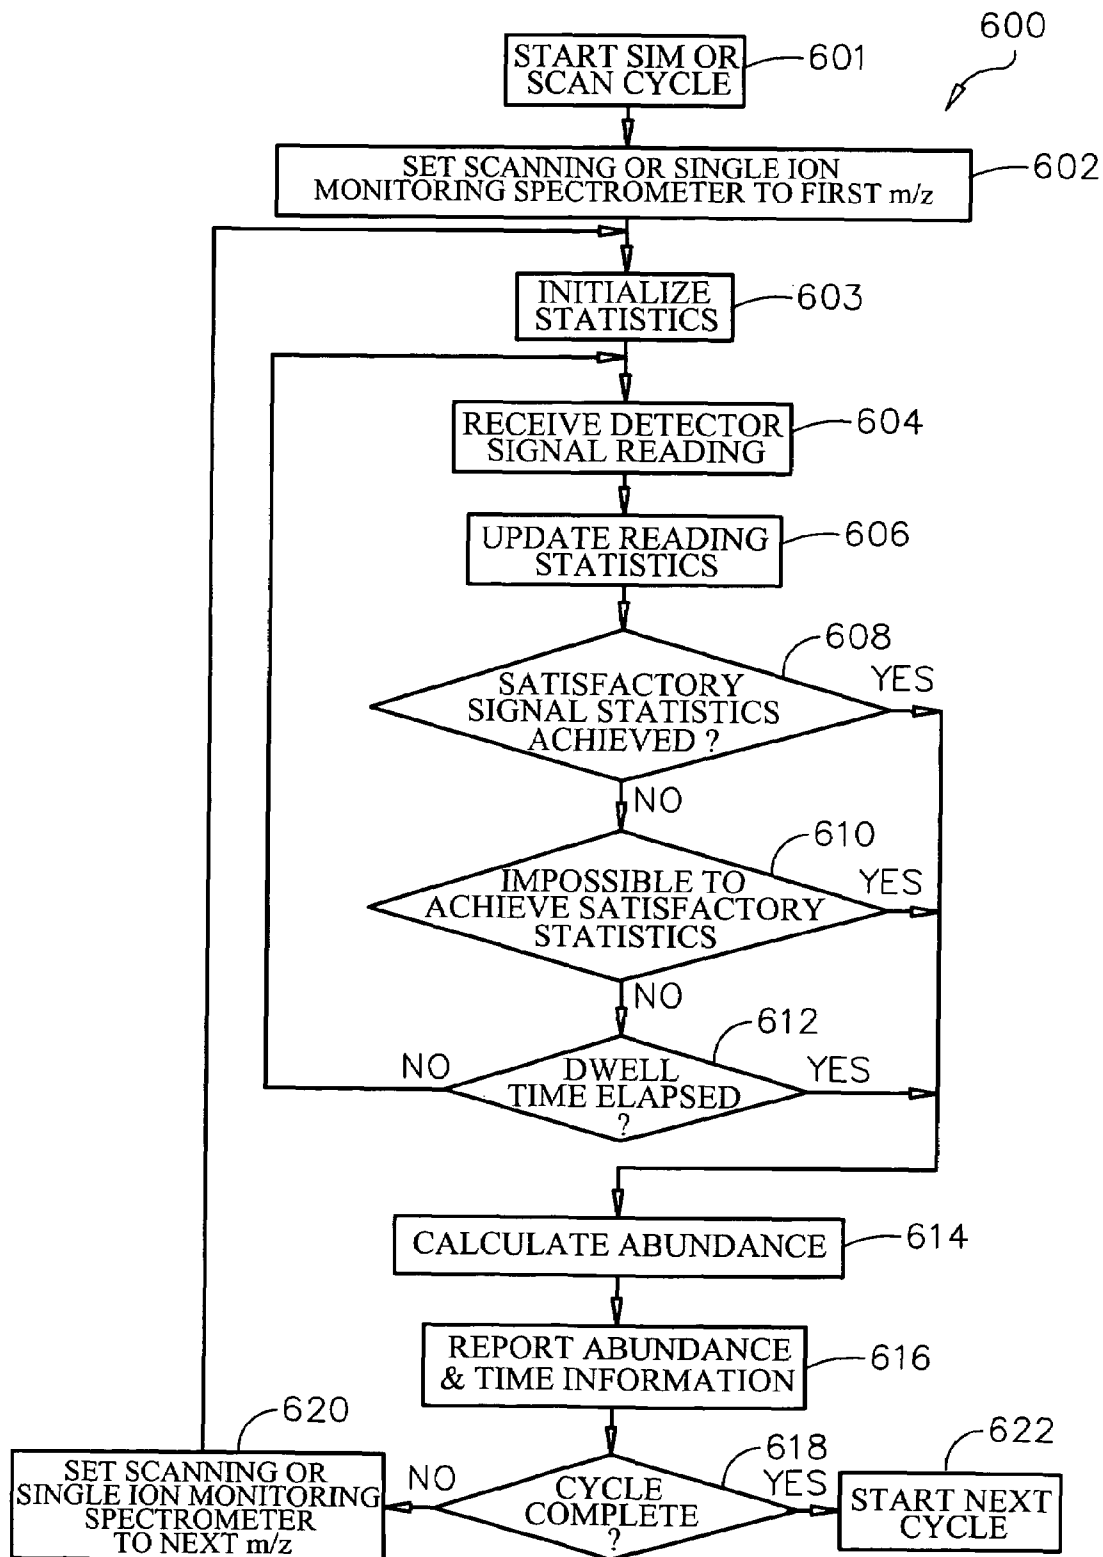 600
START SIM OR
SCAN CYCLE
601
SET SCANNING OR SINGLE ION
MONITORING SPECTROMETER TO FIRST m/z
602
INITIALIZE
STATISTICS
603
RECEIVE DETECTOR
SIGNAL READING
604
UPDATE READING
STATISTICS
606
608
SATISFACTORY
SIGNAL STATISTICS
ACHIEVED ?
YES
NO
610
IMPOSSIBLE TO
ACHIEVE SATISFACTORY
STATISTICS
YES
NO
612
DWELL
TIME ELAPSED
?
NO
YES
CALCULATE ABUNDANCE
614
REPORT ABUNDANCE
& TIME INFORMATION
616
618
CYCLE
COMPLETE
?
NO
YES
620
SET SCANNING OR
SINGLE ION MONITORING
SPECTROMETER
TO NEXT m/z
622
START NEXT
CYCLE